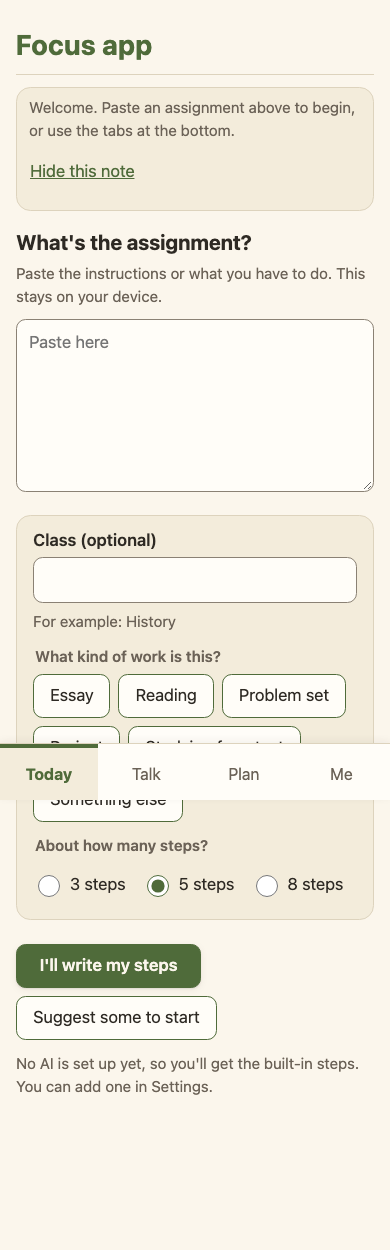 Focus app
Welcome. Paste an assignment above to begin,
or use the tabs at the bottom.
Hide this note
What's the assignment?
Paste the instructions or what you have to do. This
stays on your device.
Paste here
Class (optional)
For example: History
What kind of work is this?
Essay
Reading
Problem set
Today
Talk
Plan
Me
Something else
About how many steps?
3 steps
5 steps
8 steps
I'll write my steps
Suggest some to start
No AI is set up yet, so you'll get the built-in steps.
You can add one in Settings.